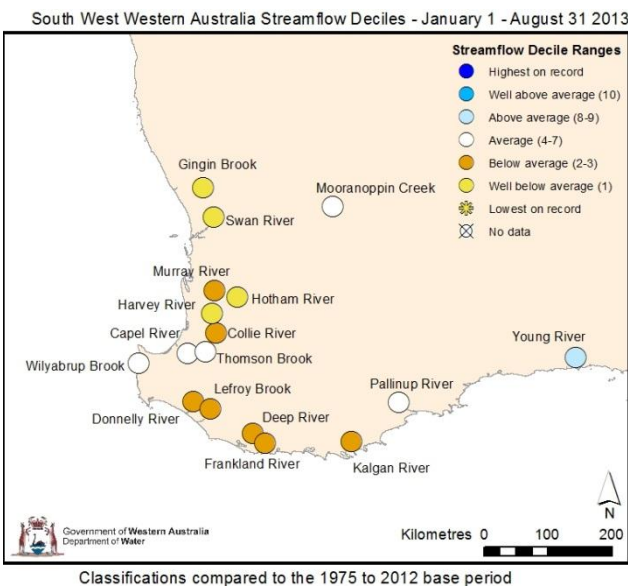 South West Western Australia Streamflow Deciles - January 1 - August 31 2013
Streamflow Decile Ranges
Highest on record
Well above average (10)
Above average (8-9)
Average (4-7)
Below average (2-3)
Well below average (1)
Lowest on record
No data
Gingin Brook
Mooranoppin Creek
Swan River
Murray River
Hotham River
Harvey River
Capel River
Collie River
Young River
Wilyabrup Brook
Thomson Brook
Lefroy Brook
Pallinup River
Donnelly River
Deep River
Frankland River
Kalgan River
N
Government of Western Australia
Department of Water
Kilometres 0 100 200
Classifications compared to the 1975 to 2012 base period